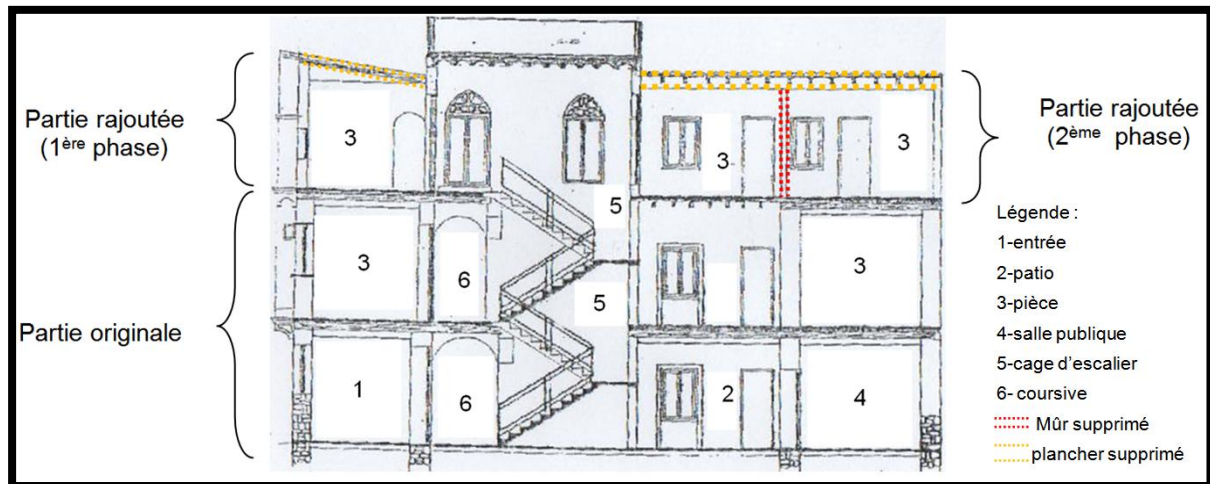 Partie rajoutée
(1ère phase)
Partie originale
3
3
1
6
6
5
5
3
3
3
2
4
Partie rajoutée
(2ème phase)
Légende :
1-entrée
2-patio
3-pièce
4-salle publique
5-cage d'escalier
6- coursive
Mûr supprimé
plancher supprimé